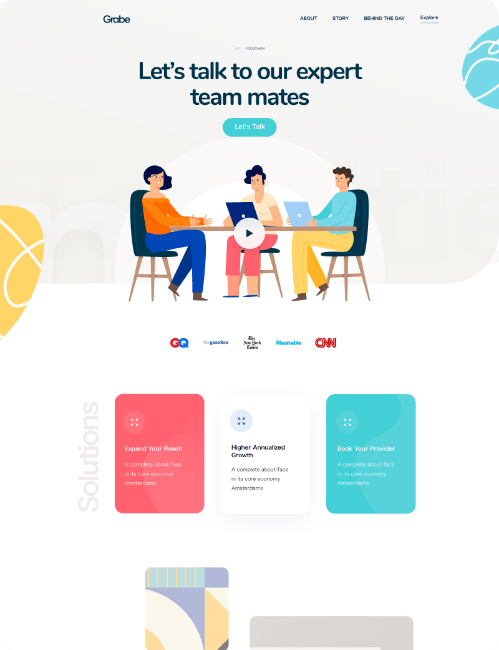 Grabe
ABOUT
STORY
BEHIND THE DAY
Explore
Let's talk to our expert
team mates
Let's Talk
GQ
theguardian
The
New York
Times
Mashable
CNN
Solutions
Expend Your Reach
A complete about-face
in its core economy
Amsterdams
Higher Annualized
Growth
A complete about-face
in its core economy
Amsterdams
Book Your Provider
A complete about-face
in its core economy
Amsterdams